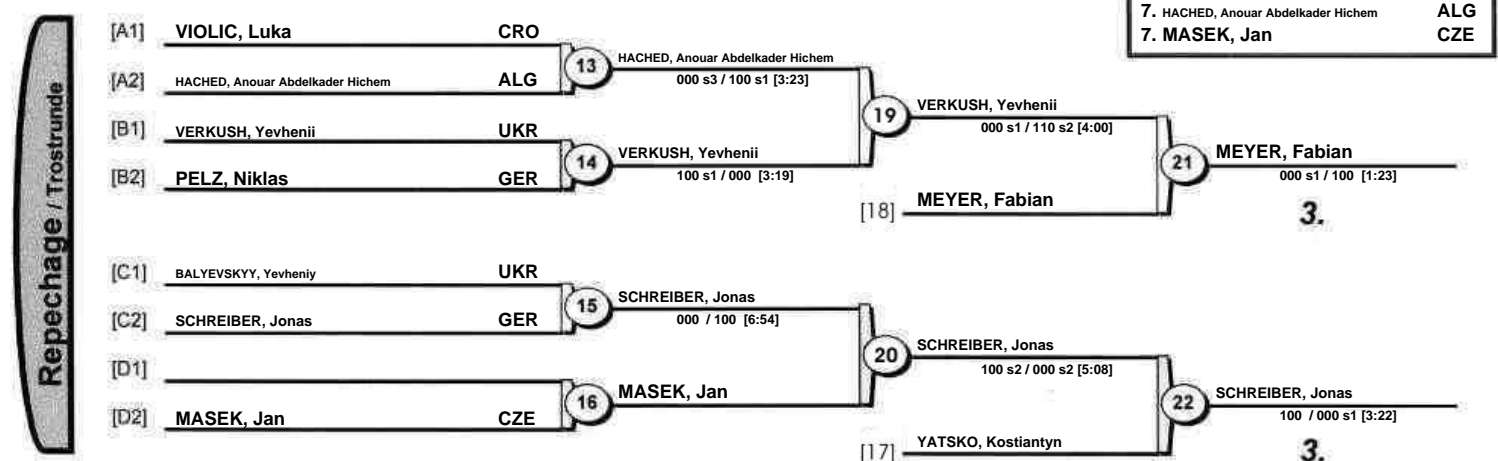 7. HACHED, Anouar Abdelkader Hichem ALG
7. MASEK, Jan CZE
Repechage / Trostrunde
[A1] VIOLIC, Luka CRO
13 HACHED, Anouar Abdelkader Hichem
000 s3 / 100 s1 [3:23]
[A2] HACHED, Anouar Abdelkader Hichem ALG
19 VERKUSH, Yevhenii
000 s1 / 110 s2 [4:00]
[B1] VERKUSH, Yevhenii UKR
14 VERKUSH, Yevhenii
100 s1 / 000 [3:19]
[B2] PELZ, Niklas GER
21 MEYER, Fabian
000 s1 / 100 [1:23]
[18] MEYER, Fabian
3.
[C1] BALYEVSKYY, Yevheniy UKR
15 SCHREIBER, Jonas
000 / 100 [6:54]
[C2] SCHREIBER, Jonas GER
20 SCHREIBER, Jonas
100 s2 / 000 s2 [5:08]
[D1]
16 MASEK, Jan
[D2] MASEK, Jan CZE
22 SCHREIBER, Jonas
100 / 000 s1 [3:22]
[17] YATSKO, Kostiantyn
3.